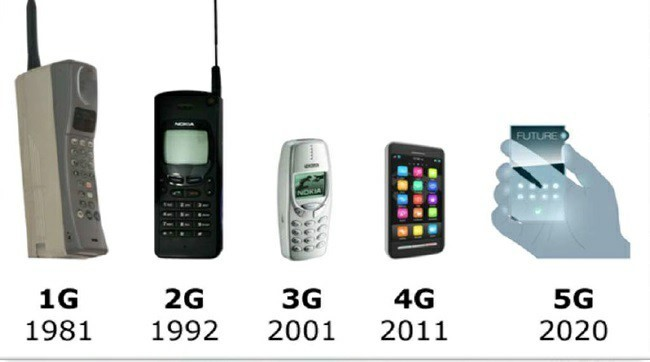 NOKIA
NOKIA
FUTURE
1G 2G 3G 4G 5G
1981 1992 2001 2011 2020